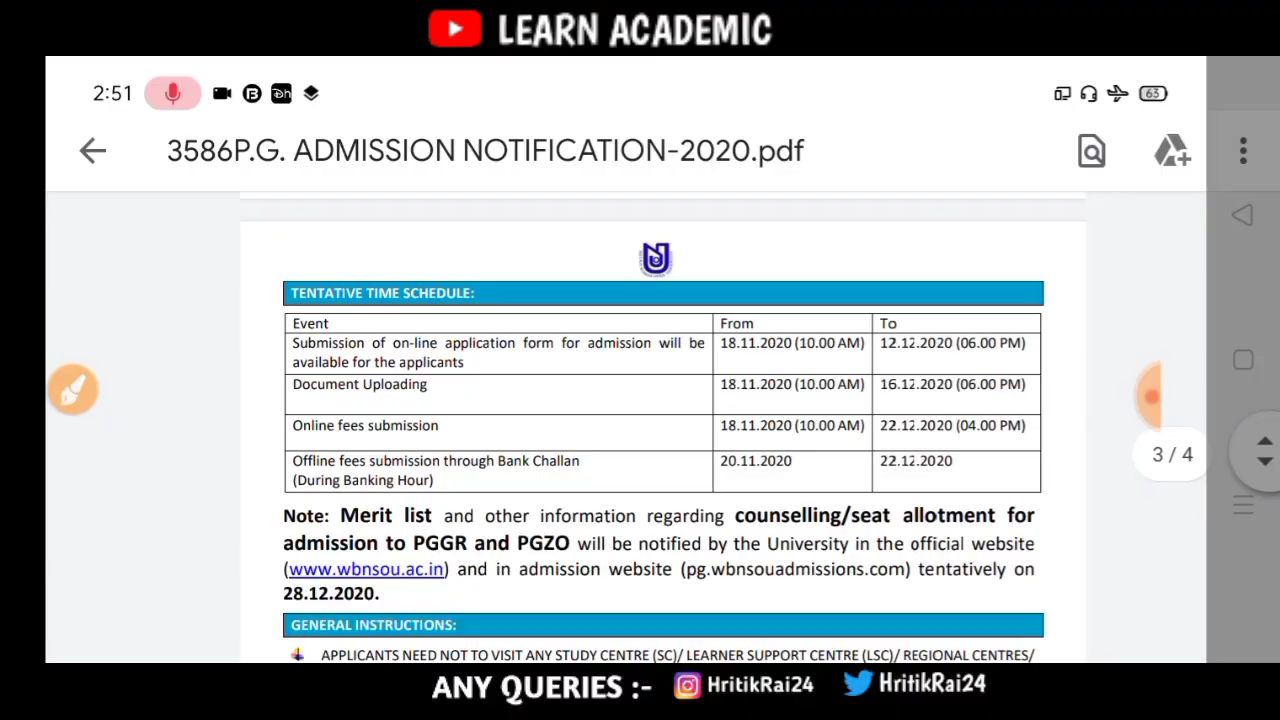 LEARN ACADEMIC
2:51
63
3586P.G. ADMISSION NOTIFICATION-2020.pdf
TENTATIVE TIME SCHEDULE:
Event From To
Submission of on-line application form for admission will be 18.11.2020 (10.00 AM) 12.12.2020 (06.00 PM)
available for the applicants
Document Uploading 18.11.2020 (10.00 AM) 16.12.2020 (06.00 PM)
Online fees submission 18.11.2020 (10.00 AM) 22.12.2020 (04.00 PM)
Offline fees submission through Bank Challan 20.11.2020 22.12.2020
(During Banking Hour)
3 / 4
Note: Merit list and other information regarding counselling/seat allotment for
admission to PGGR and PGZO will be notified by the University in the official website
(www.wbnsou.ac.in) and in admission website (pg.wbnsouadmissions.com) tentatively on
28.12.2020.
GENERAL INSTRUCTIONS:
APPLICANTS NEED NOT TO VISIT ANY STUDY CENTRE (SC)/ LEARNER SUPPORT CENTRE (LSC)/ REGIONAL CENTRES/
ANY QUERIES :- HritikRai24 HritikRai24